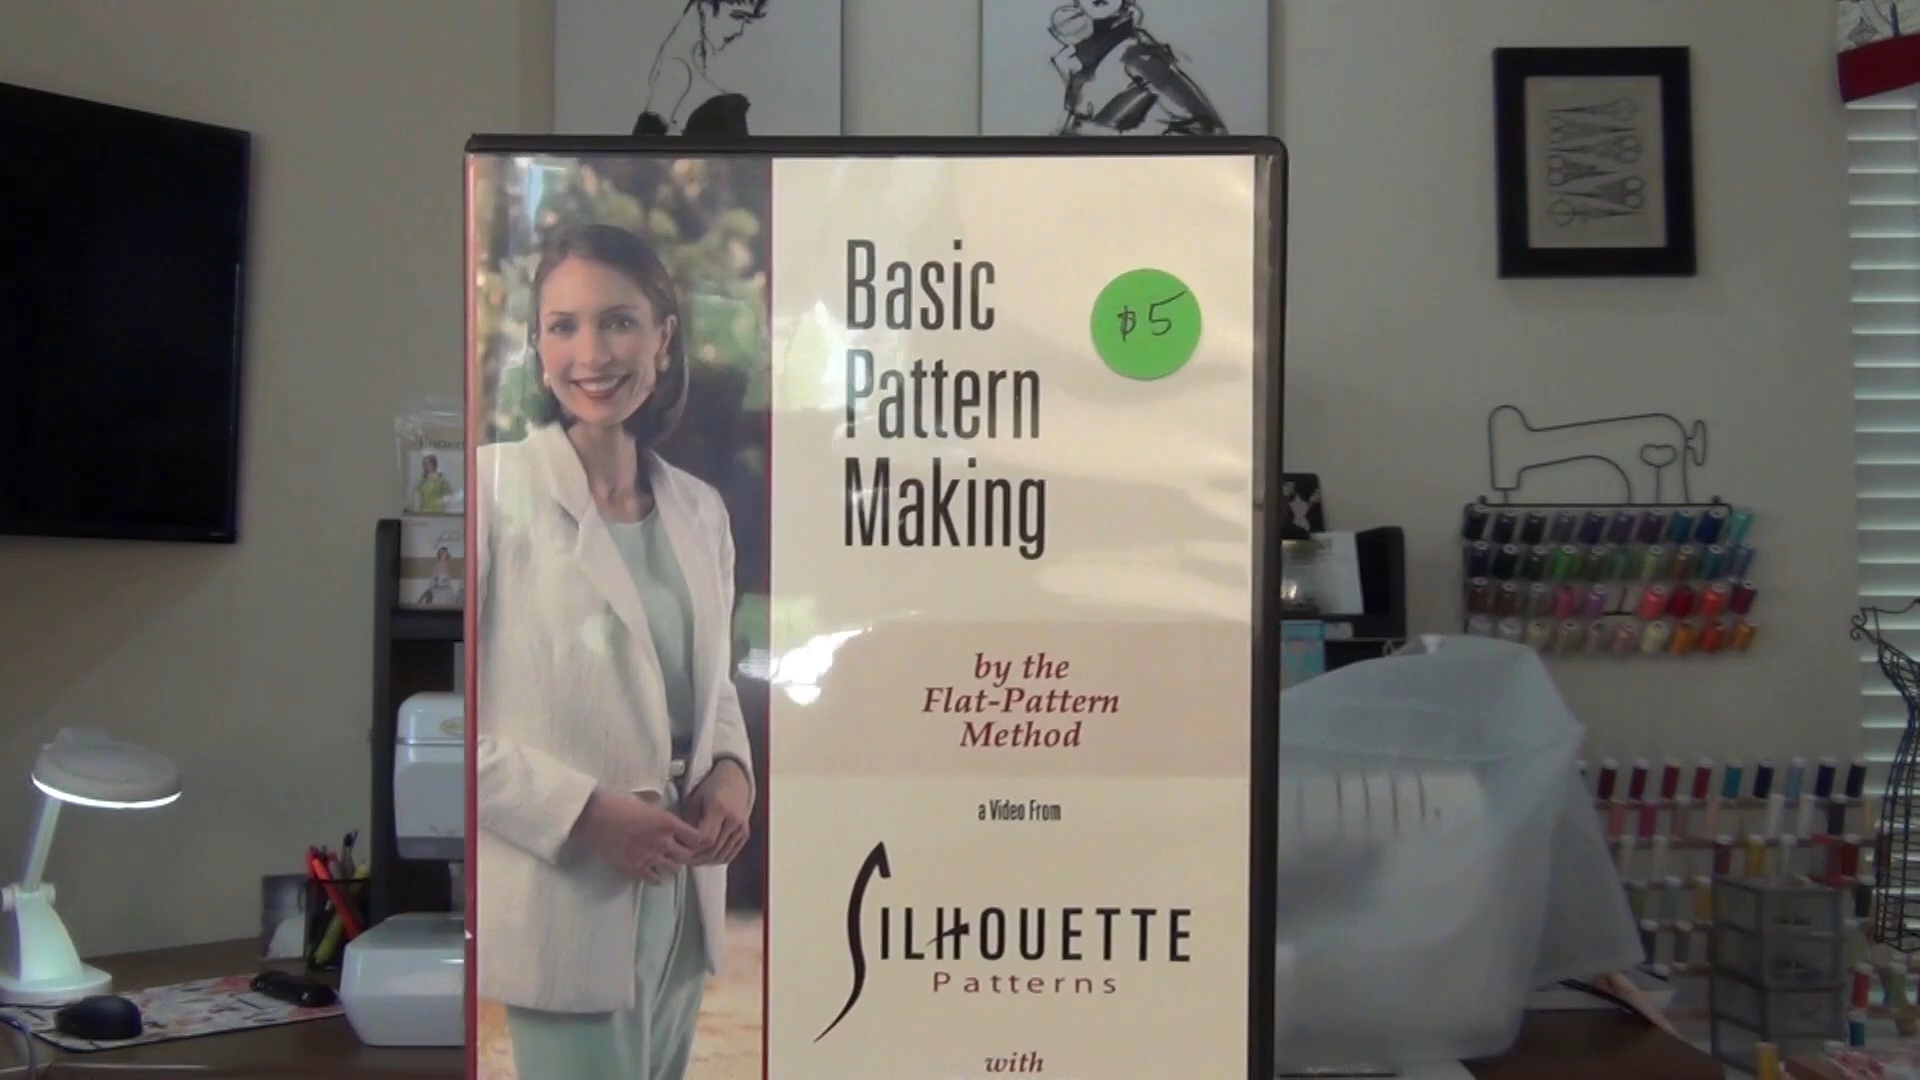 Basic
Pattern
Making
$5
by the
Flat-Pattern
Method
a Video From
SILHOUETTE
Patterns
with